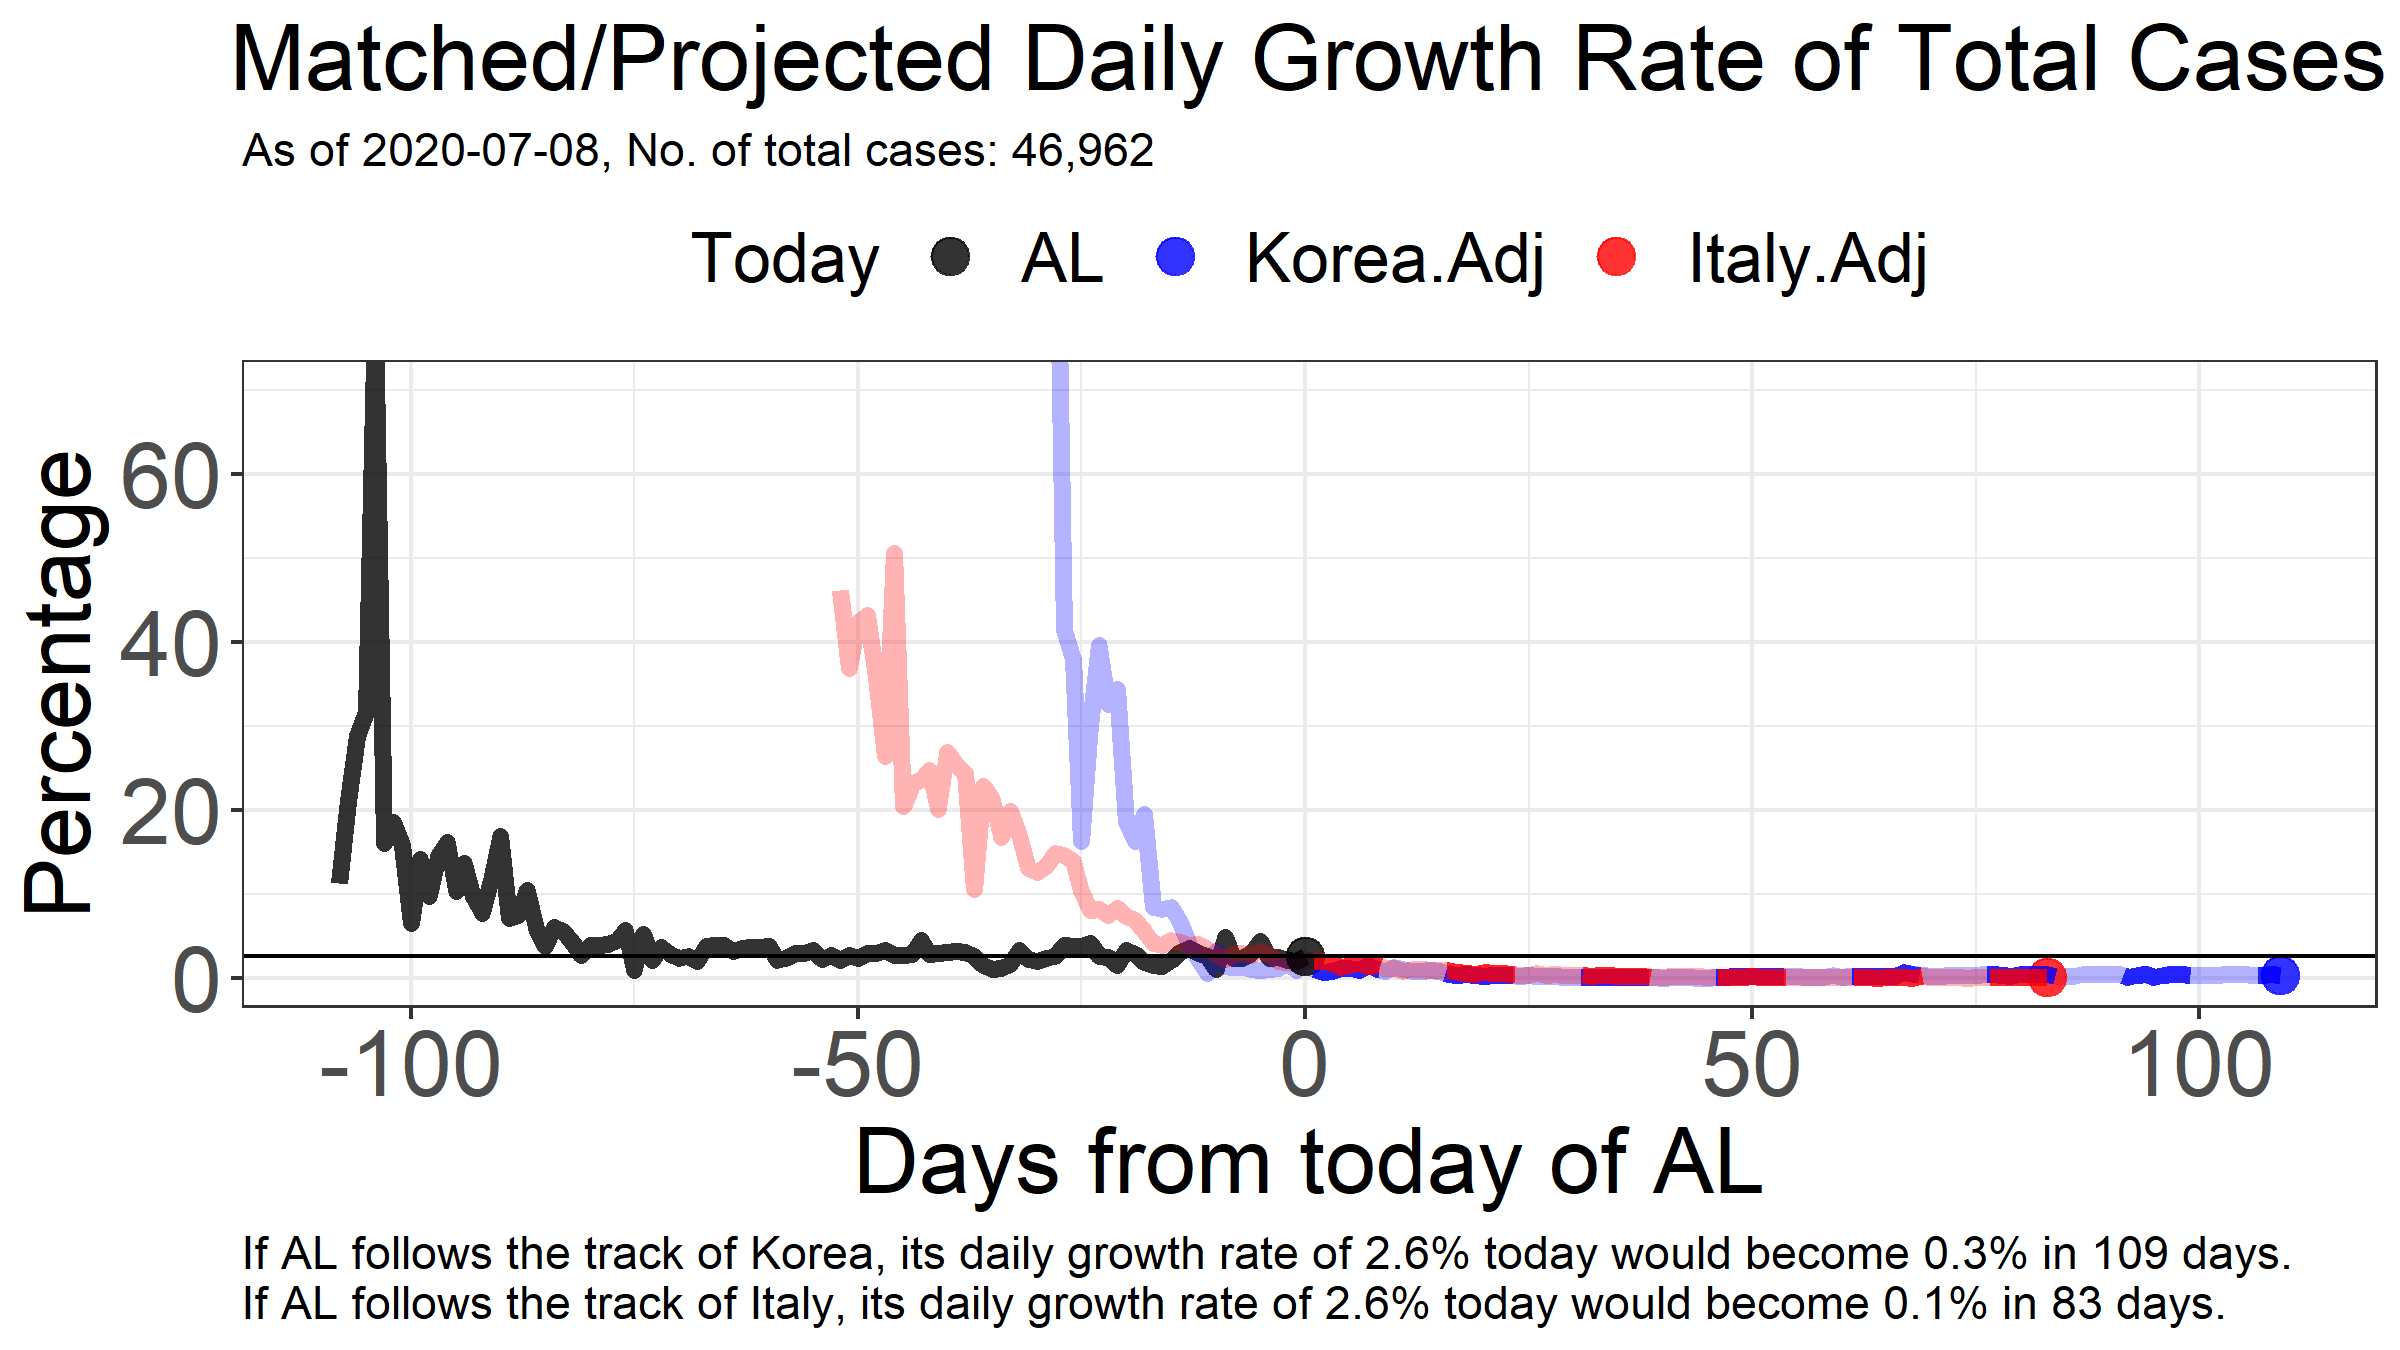 Matched/Projected Daily Growth Rate of Total Cases
As of 2020-07-08, No. of total cases: 46,962
Today AL Korea.Adj Italy.Adj
Percentage
60
40
20
0
-100 -50 0 50 100
Days from today of AL
If AL follows the track of Korea, its daily growth rate of 2.6% today would become 0.3% in 109 days.
If AL follows the track of Italy, its daily growth rate of 2.6% today would become 0.1% in 83 days.